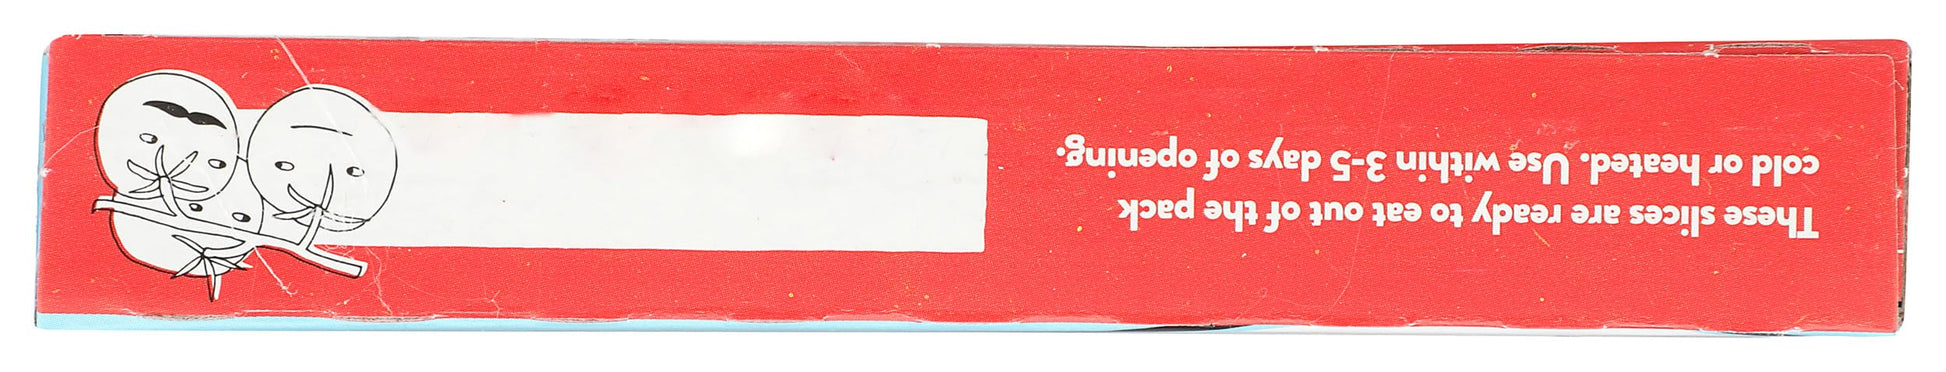 These slices are ready to eat out of the pack
cold or heated. Use within 3-5 days of opening.